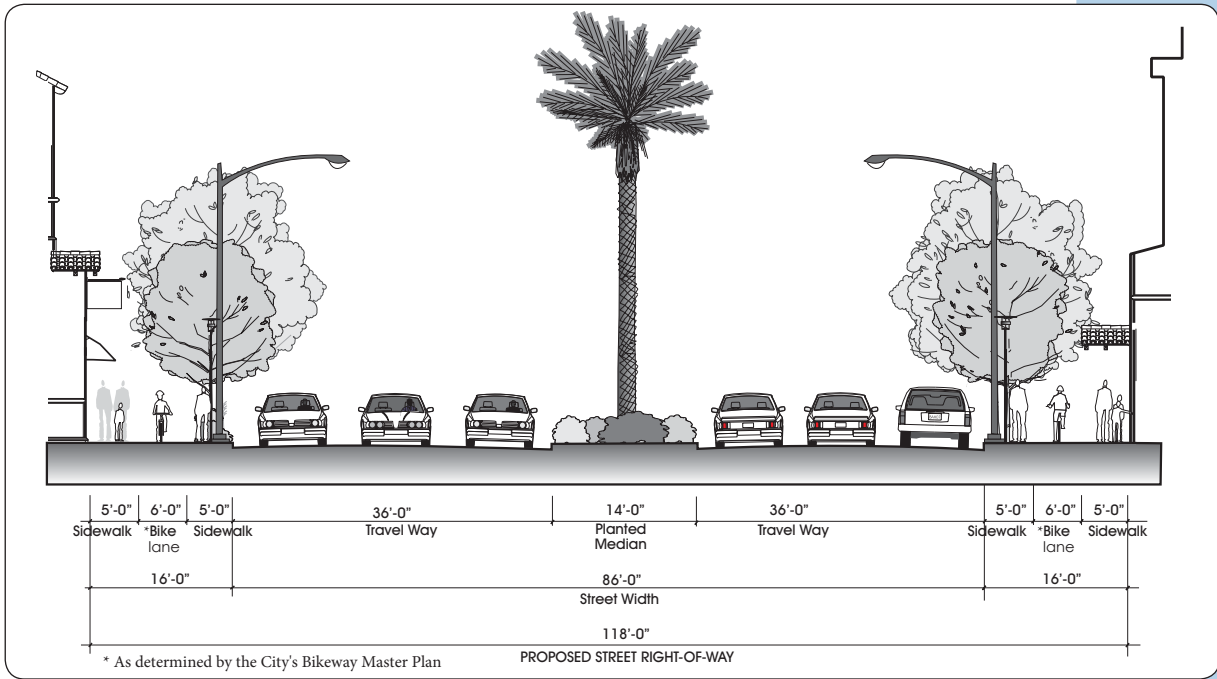 5'-0" 6'-0" 5'-0" 36'-0" 14'-0" 36'-0" 5'-0" 6'-0" 5'-0"
Sidewalk *Bike Sidewalk Travel Way Planted Travel Way Sidewalk *Bike Sidewalk
lane Median lane
16'-0" 86'-0" 16'-0"
Street Width
118'-0"
* As determined by the City's Bikeway Master Plan PROPOSED STREET RIGHT-OF-WAY